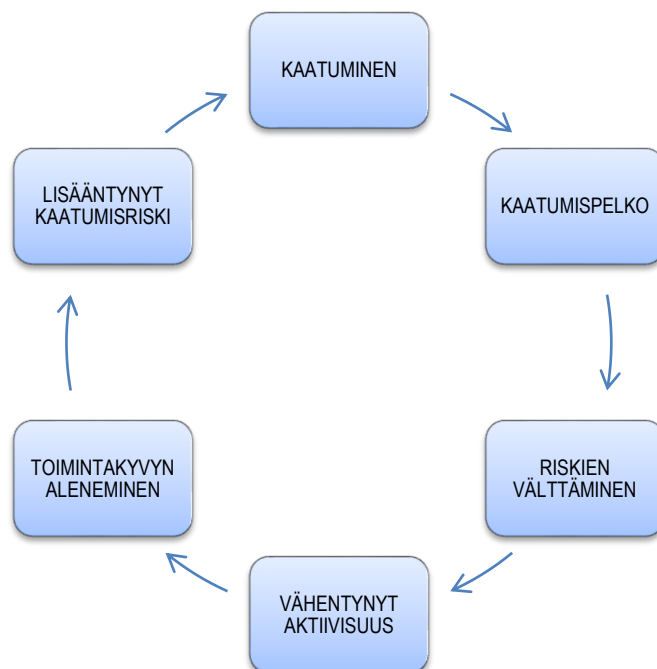 KAATUMINEN
KAATUMISPELKO
RISKIEN
VÄLTTÄMINEN
VÄHENTYNYT
AKTIIVISUUS
TOIMINTAKYVYN
ALENEMINEN
LISÄÄNTYNYT
KAATUMISRISKI